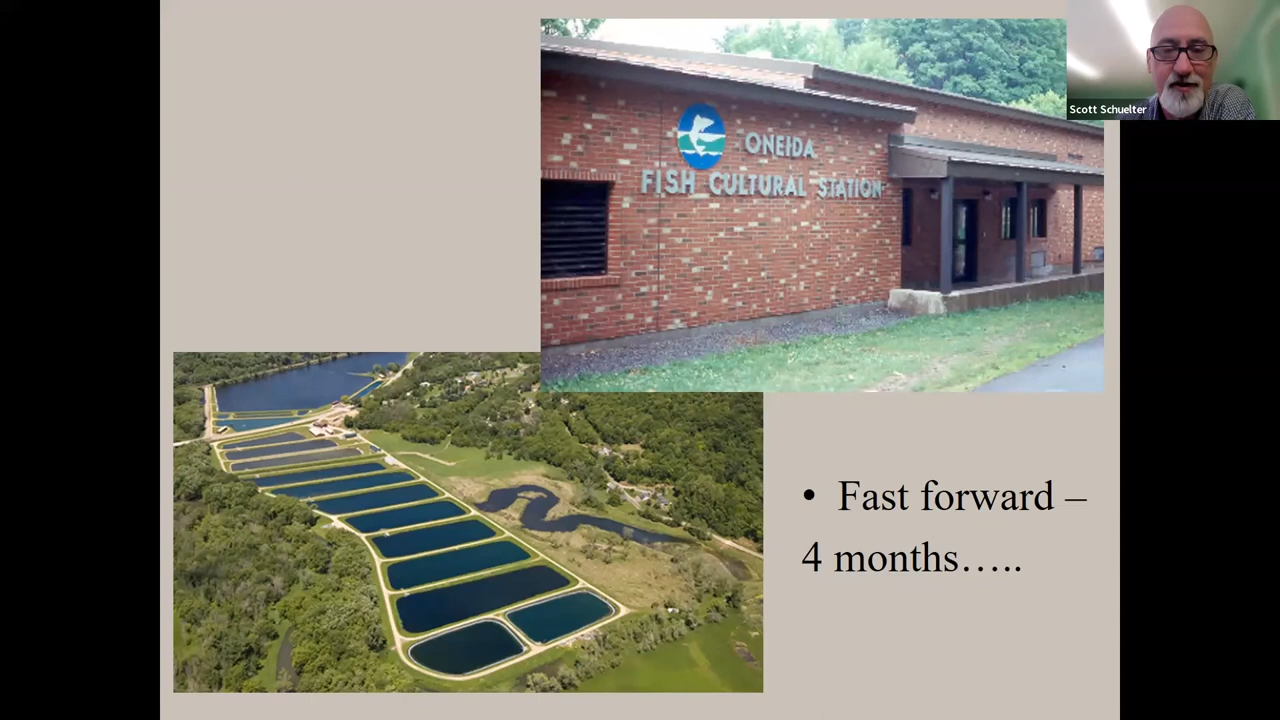 Scott Schuelter
ONEIDA
FISH CULTURAL STATION
• Fast forward –
4 months…..